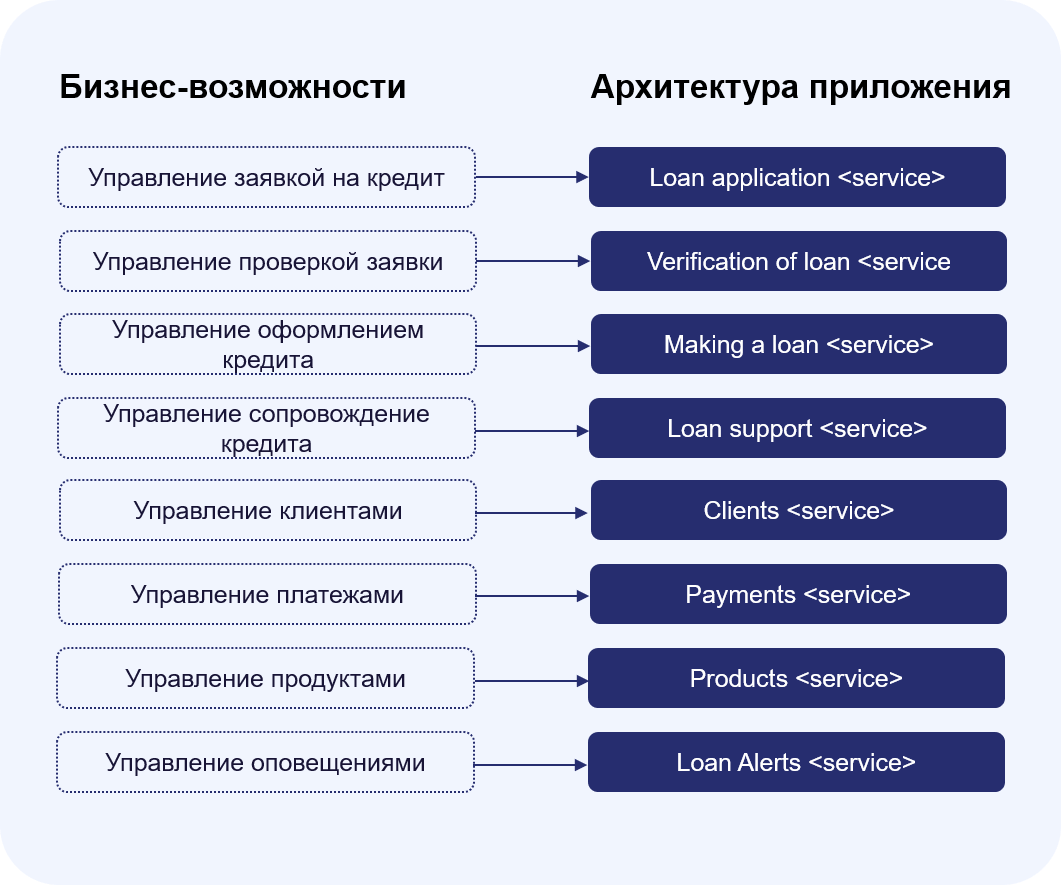 Бизнес-возможности
Архитектура приложения
Управление заявкой на кредит
Loan application <service>
Управление проверкой заявки
Verification of loan <service
Управление оформлением
кредита
Making a loan <service>
Управление сопровождение
кредита
Loan support <service>
Управление клиентами
Clients <service>
Управление платежами
Payments <service>
Управление продуктами
Products <service>
Управление оповещениями
Loan Alerts <service>